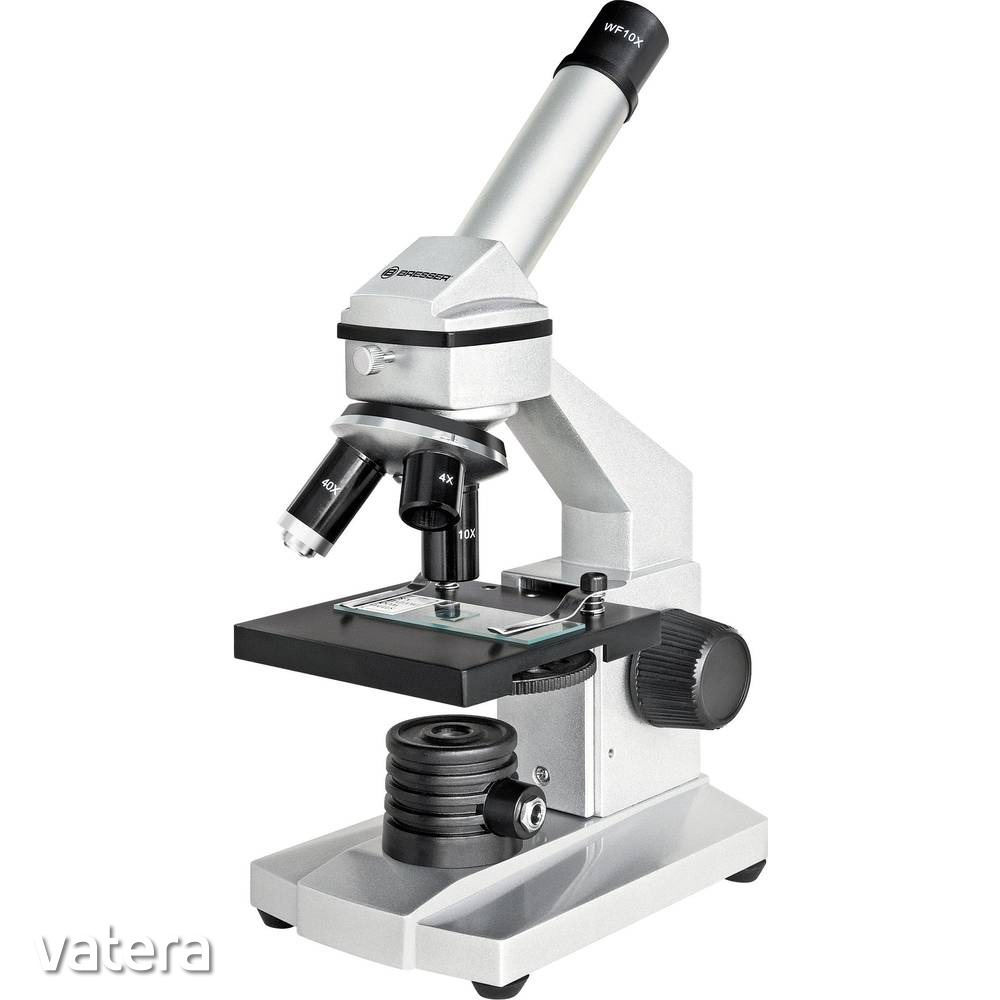 WF10X
BRESSER
40X
4X
10X
vatera